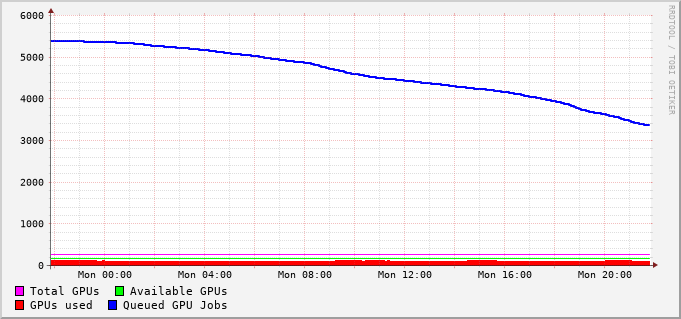 6000
5000
4000
3000
2000
1000
0
Mon 00:00 Mon 04:00 Mon 08:00 Mon 12:00 Mon 16:00 Mon 20:00
Total GPUs Available GPUs
GPUs used Queued GPU Jobs
RRDTOOL / TOBI OETIKER